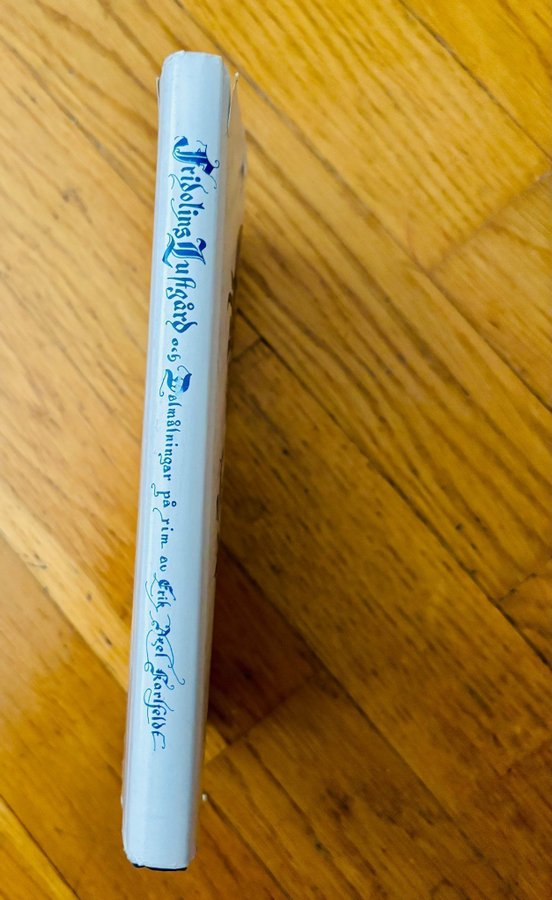 Fridolins Lustgård och Dalmålningar på rim av Erik Axel Karlfeldt